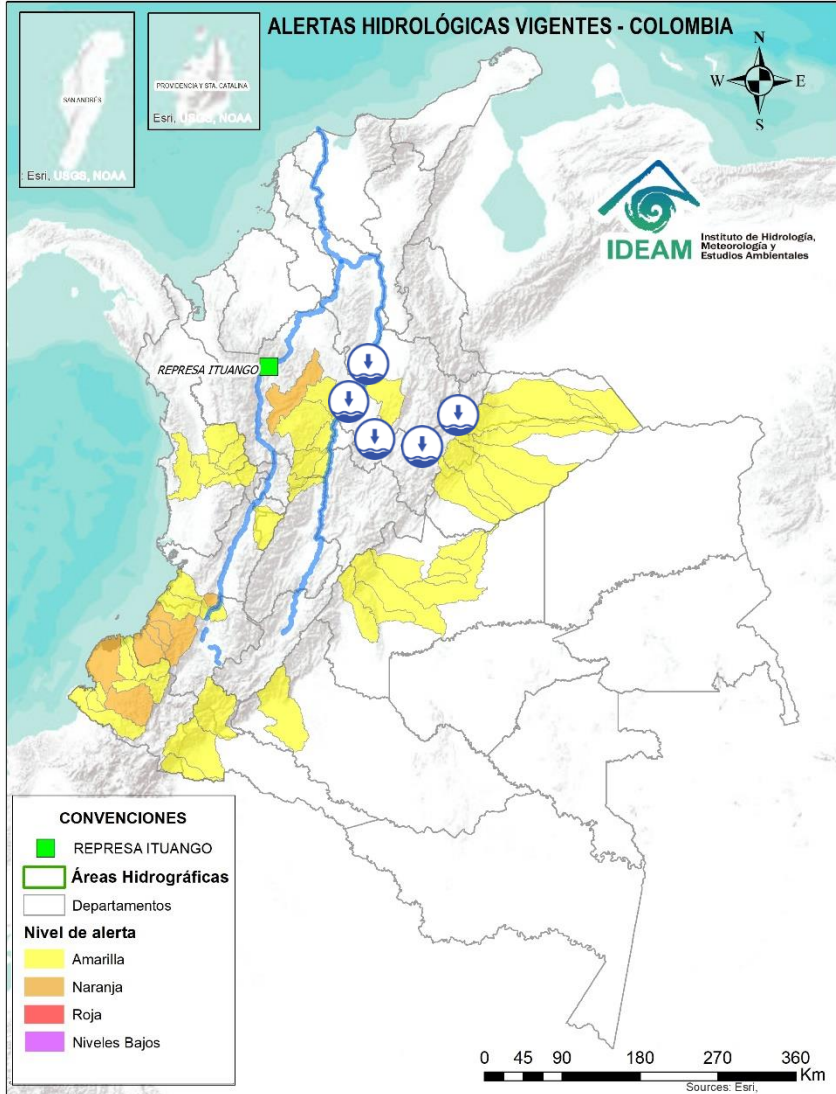 ALERTAS HIDROLÓGICAS VIGENTES - COLOMBIA
SAN ANDRÉS
Esri, USGS, NOAA
PROVIDENCIA Y STA. CATALINA
Esri, USGS, NOAA
N
W
E
S
IDEAM
Instituto de Hidrología,
Meteorología y
Estudios Ambientales
REPRESA ITUANGO
CONVENCIONES
REPRESA ITUANGO
Áreas Hidrográficas
Departamentos
Nivel de alerta
Amarilla
Naranja
Roja
Niveles Bajos
0 45 90 180 270 360
Km
Sources: Esri,